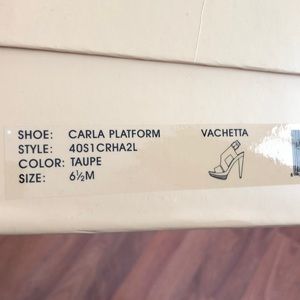 SHOE: CARLA PLATFORM VACHETTA
STYLE: 40S1CRHA2L
COLOR: TAUPE
SIZE: 6½M